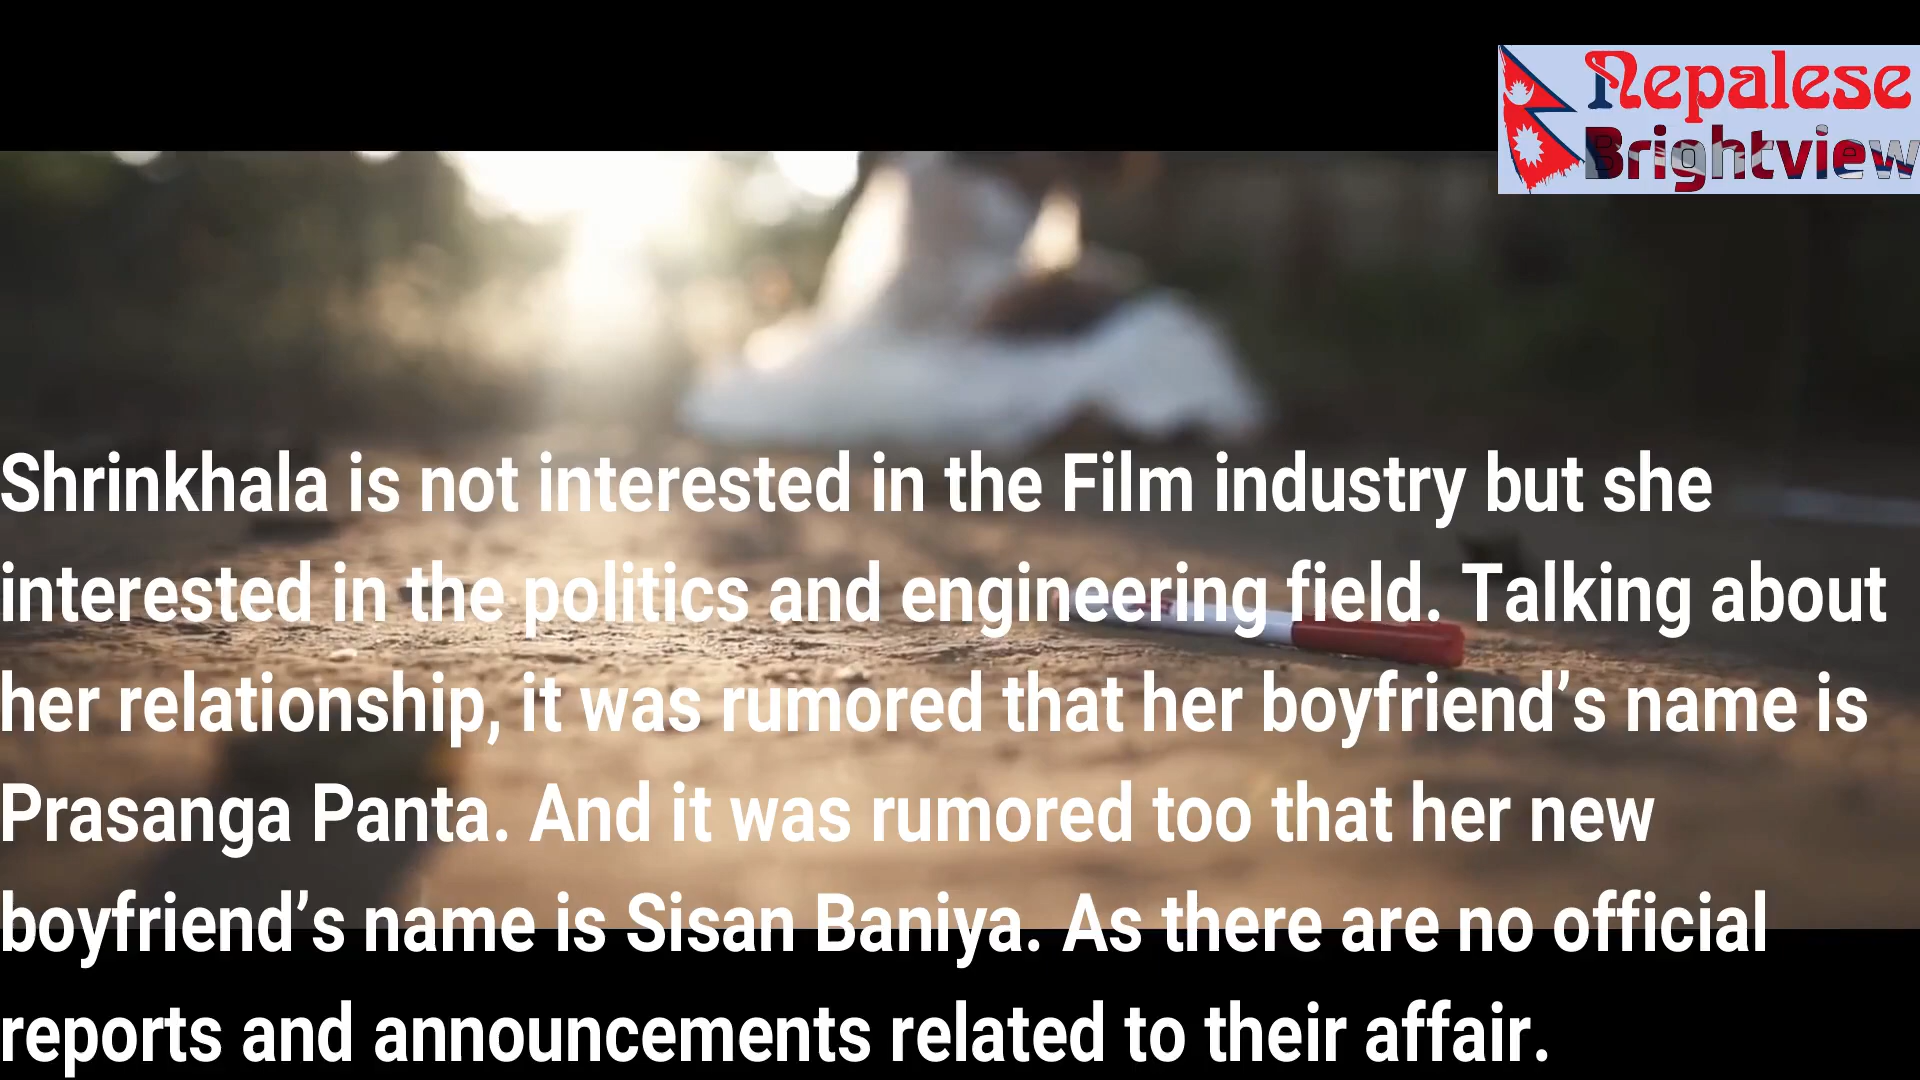 Nepalese
Brightview
Shrinkhala is not interested in the Film industry but she
interested in the politics and engineering field. Talking about
her relationship, it was rumored that her boyfriend’s name is
Prasanga Panta. And it was rumored too that her new
boyfriend’s name is Sisan Baniya. As there are no official
reports and announcements related to their affair.